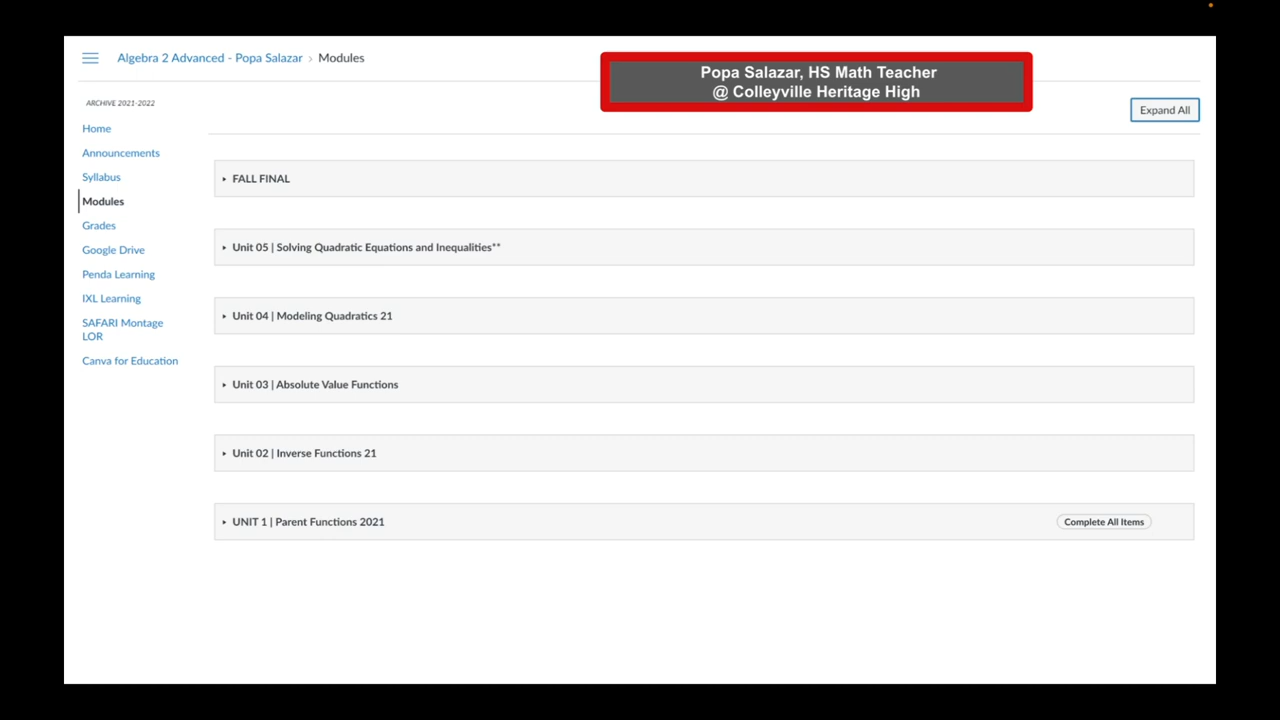 Algebra 2 Advanced - Popa Salazar › Modules
Popa Salazar, HS Math Teacher
@ Colleyville Heritage High
ARCHIVE 2021-2022
Expand All
Home
Announcements
Syllabus
Modules
Grades
Google Drive
Penda Learning
IXL Learning
SAFARI Montage
LOR
Canva for Education
FALL FINAL
Unit 05 | Solving Quadratic Equations and Inequalities**
Unit 04 | Modeling Quadratics 21
Unit 03 | Absolute Value Functions
Unit 02 | Inverse Functions 21
UNIT 1 | Parent Functions 2021
Complete All Items